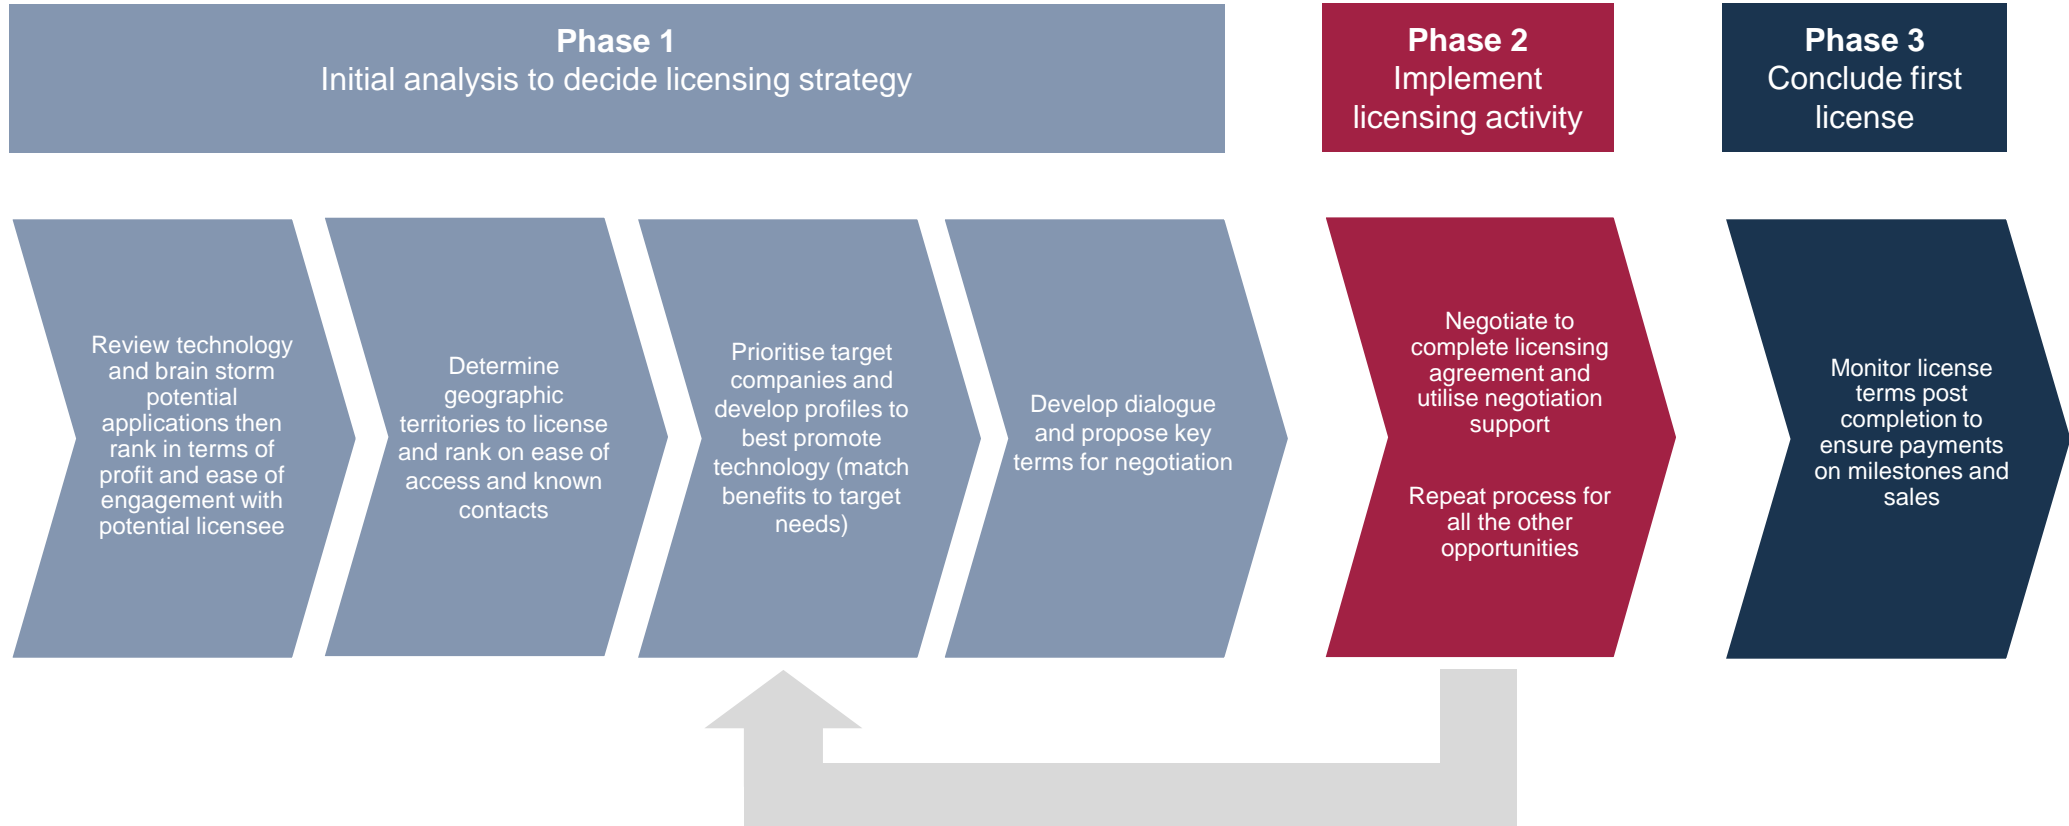 Phase 1
Initial analysis to decide licensing strategy
Phase 2
Implement
licensing activity
Phase 3
Conclude first
license
Review technology
and brain storm
potential
applications then
rank in terms of
profit and ease of
engagement with
potential licensee
Determine
geographic
territories to license
and rank on ease of
access and known
contacts
Prioritise target
companies and
develop profiles to
best promote
technology (match
benefits to target
needs)
Develop dialogue
and propose key
terms for negotiation
Negotiate to
complete licensing
agreement and
utilise negotiation
support
Repeat process for
all the other
opportunities
Monitor license
terms post
completion to
ensure payments
on milestones and
sales